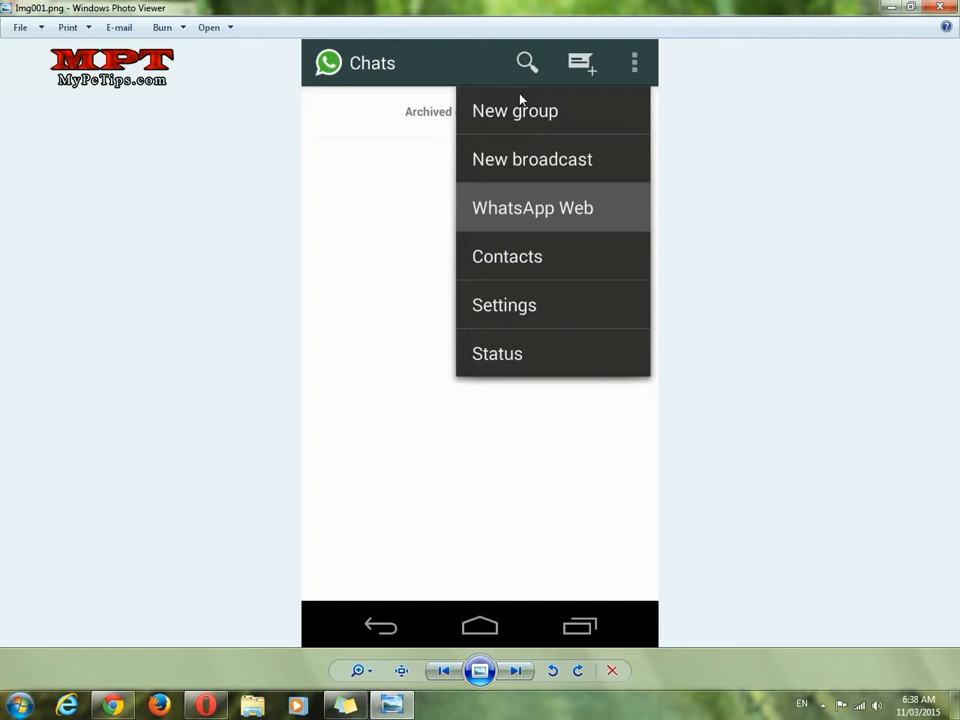 Img001.png - Windows Photo Viewer
File Print E-mail Burn Open
MPT
MyPcTips.com
Chats
Archived
New group
New broadcast
WhatsApp Web
Contacts
Settings
Status
EN
6:38 AM
11/03/2015